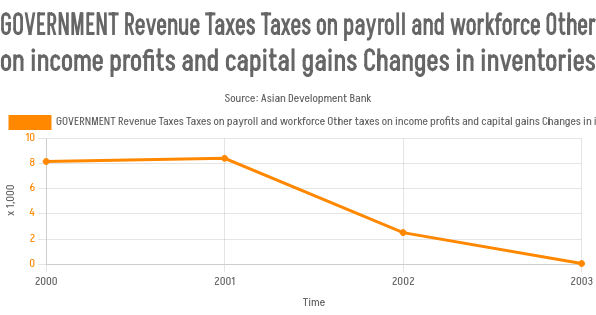 GOVERNMENT Revenue Taxes Taxes on payroll and workforce Other
on income profits and capital gains Changes in inventories
Source: Asian Development Bank
GOVERNMENT Revenue Taxes Taxes on payroll and workforce Other taxes on income profits and capital gains Changes in i
10
8
6
4
2
0
x 1,000
2000 2001 2002 2003
Time